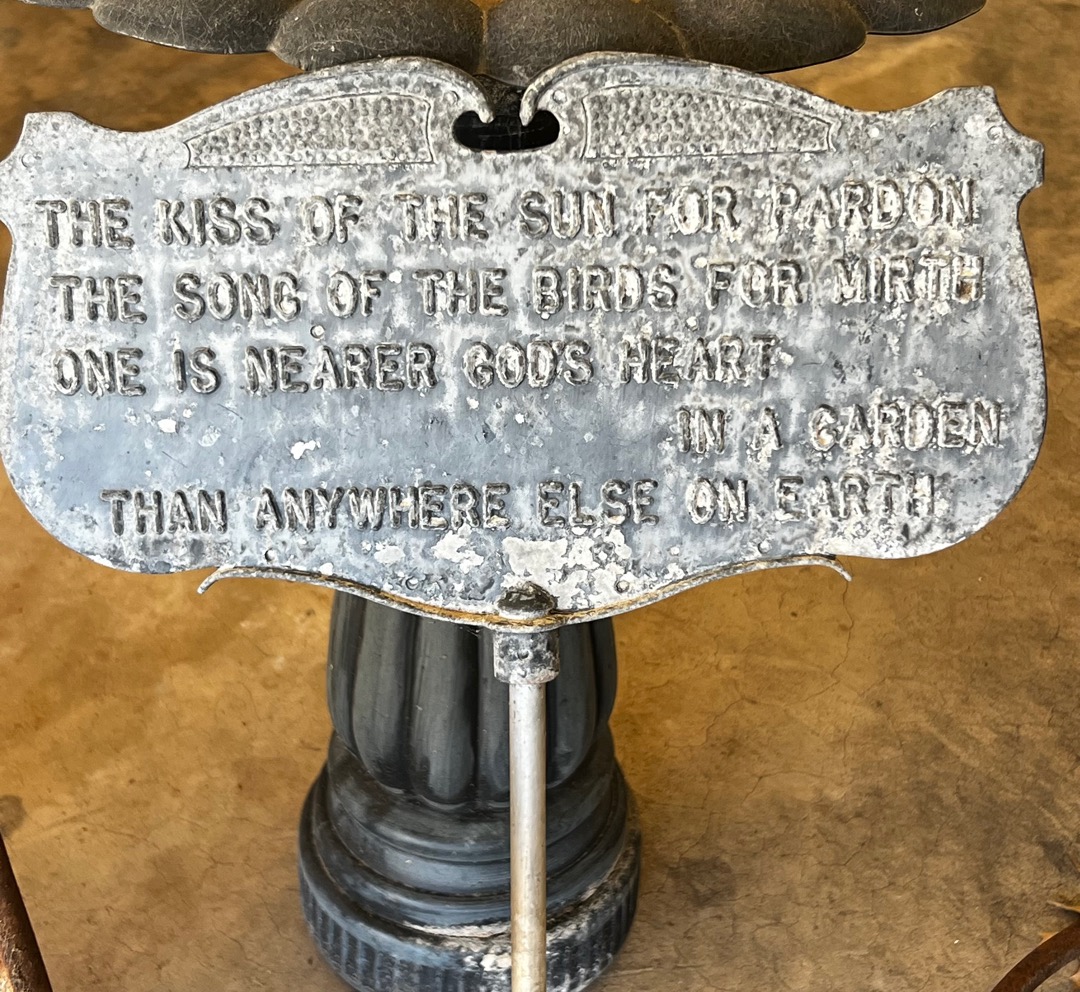 THE KISS OF THE SUN FOR PARDON
THE SONG OF THE BIRDS FOR MIRTH
ONE IS NEARER GOD'S HEART
IN A GARDEN
THAN ANYWHERE ELSE ON EARTH